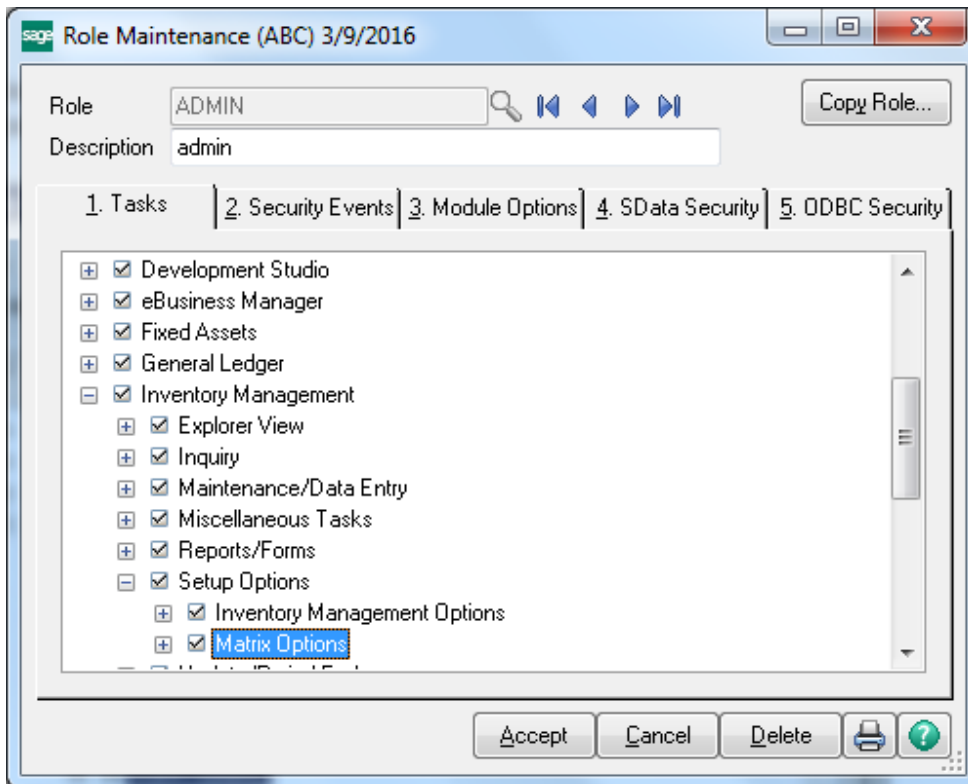 sage Role Maintenance (ABC) 3/9/2016
Role ADMIN Copy Role...
Description admin
1. Tasks 2. Security Events 3. Module Options 4. SData Security 5. ODBC Security
Development Studio
eBusiness Manager
Fixed Assets
General Ledger
Inventory Management
Explorer View
Inquiry
Maintenance/Data Entry
Miscellaneous Tasks
Reports/Forms
Setup Options
Inventory Management Options
Matrix Options
Accept Cancel Delete ?